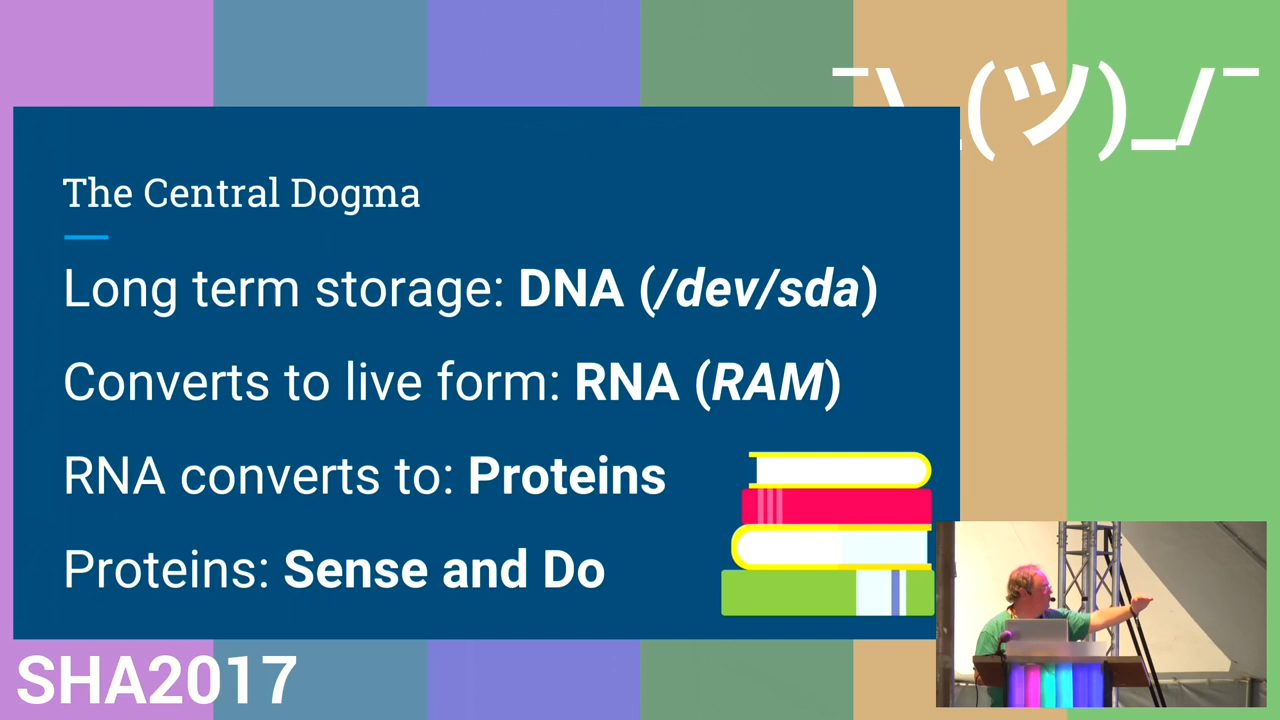 ¯\_(ツ)_/¯
The Central Dogma
Long term storage: DNA (/dev/sda)
Converts to live form: RNA (RAM)
RNA converts to: Proteins
Proteins: Sense and Do
SHA2017